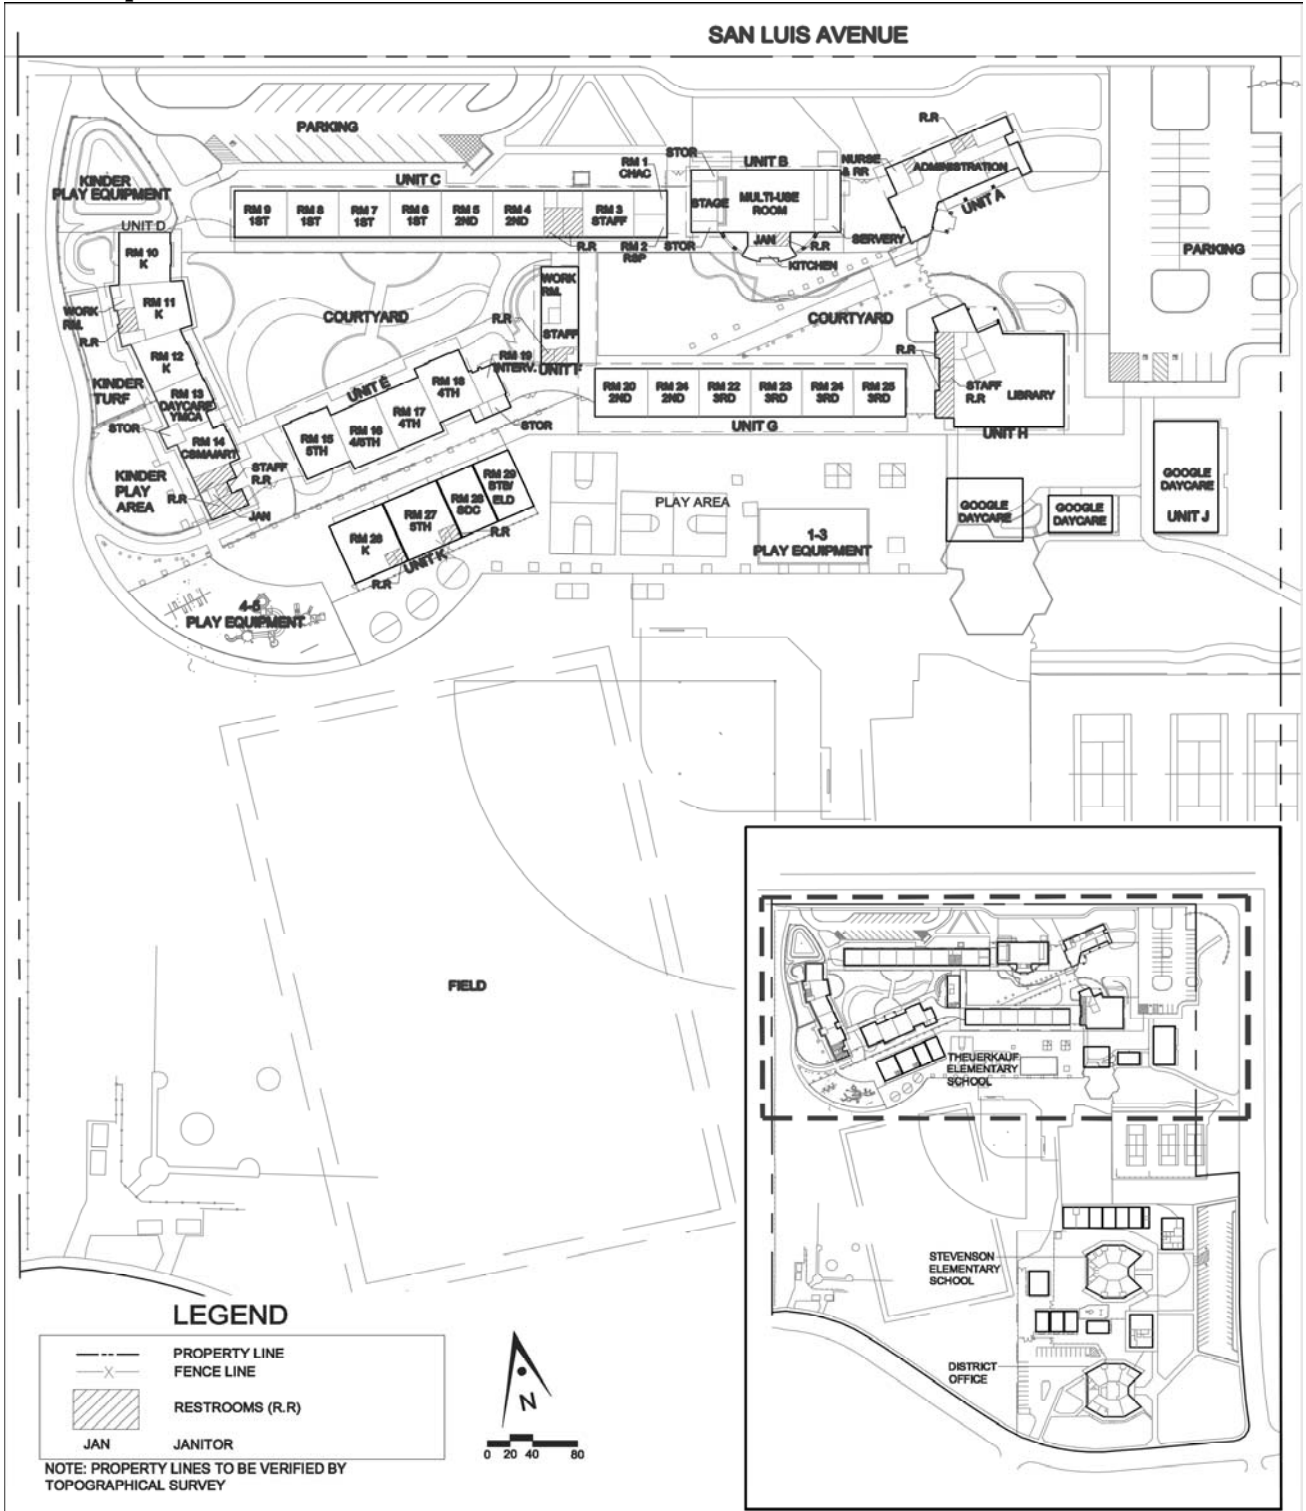 SAN LUIS AVENUE
PARKING
R.R
STOR
UNIT B
RM 1
CHAC
NURSE
& RR
ADMINISTRATION
UNIT A
KINDER
PLAY EQUIPMENT
UNIT C
RM 9
1ST
RM 8
1ST
RM 7
1ST
RM 6
1ST
RM 5
2ND
RM 4
2ND
RM 3
STAFF
R.R
RM 2
RSP
STAGE
MULTI-USE
ROOM
STOR
JAN
R.R
SERVERY
KITCHEN
PARKING
UNIT D
RM 10
K
RM 11
K
WORK
RM.
R.R
RM 12
K
KINDER
TURF
RM 13
DAYCARE
YMCA
STOR
RM 14
CSMA/ART
STAFF
R.R
R.R
JAN
KINDER
PLAY
AREA
COURTYARD
WORK
RM.
R.R
STAFF
UNIT F
COURTYARD
UNIT E
RM 15
5TH
RM 16
4/5TH
RM 17
4TH
RM 18
4TH
RM 19
INTERV.
STOR
RM 20
2ND
RM 24
2ND
RM 22
3RD
RM 23
3RD
RM 24
3RD
RM 25
3RD
UNIT G
R.R
STAFF
R.R
LIBRARY
UNIT H
RM 26
K
RM 27
5TH
RM 28
SDC
RM 29
STB/
ELD
R.R
R.R
UNIT K
PLAY AREA
1-3
PLAY EQUIPMENT
GOOGLE
DAYCARE
GOOGLE
DAYCARE
GOOGLE
DAYCARE
UNIT J
4-5
PLAY EQUIPMENT
FIELD
THEUERKAUF
ELEMENTARY
SCHOOL
STEVENSON
ELEMENTARY
SCHOOL
DISTRICT
OFFICE
LEGEND
PROPERTY LINE
X FENCE LINE
RESTROOMS (R.R)
JAN JANITOR
NOTE: PROPERTY LINES TO BE VERIFIED BY
TOPOGRAPHICAL SURVEY
N
0 20 40 80